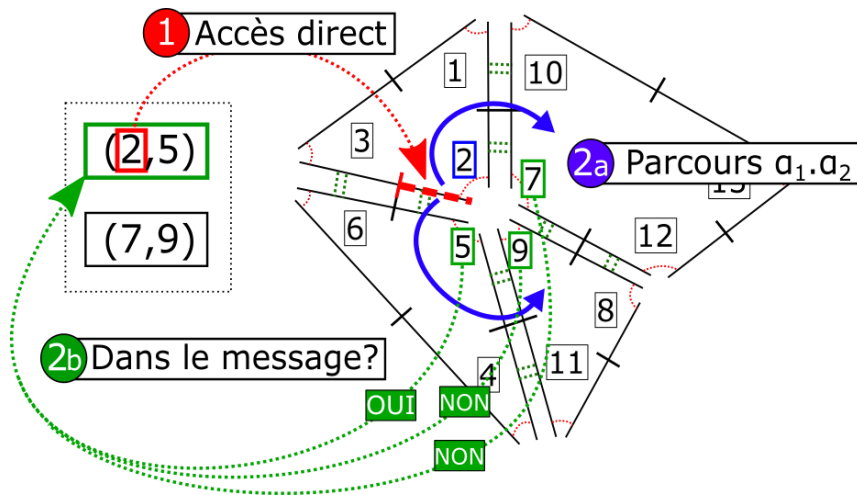 1 Accès direct
1
10
(2,5)
3
2
2a Parcours α₁.α₂
7
13
(7,9)
6
5
9
12
8
2b Dans le message?
4
11
OUI
NON
NON